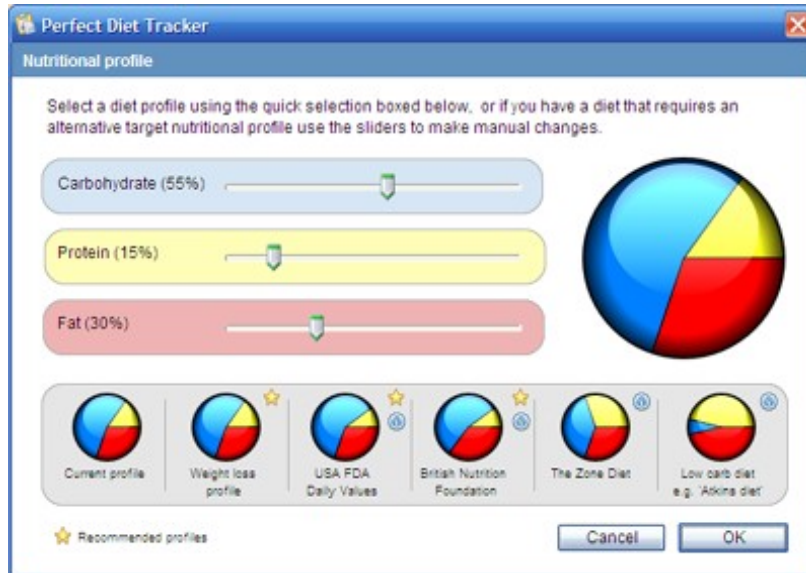 Perfect Diet Tracker
Nutritional profile
Select a diet profile using the quick selection boxed below, or if you have a diet that requires an
alternative target nutritional profile use the sliders to make manual changes.
Carbohydrate (55%)
Protein (15%)
Fat (30%)
Current profile
Weight loss
profile
USA FDA
Daily Values
British Nutrition
Foundation
The Zone Diet
Low carb diet
e.g. 'Atkins diet'
Recommended profiles
Cancel
OK